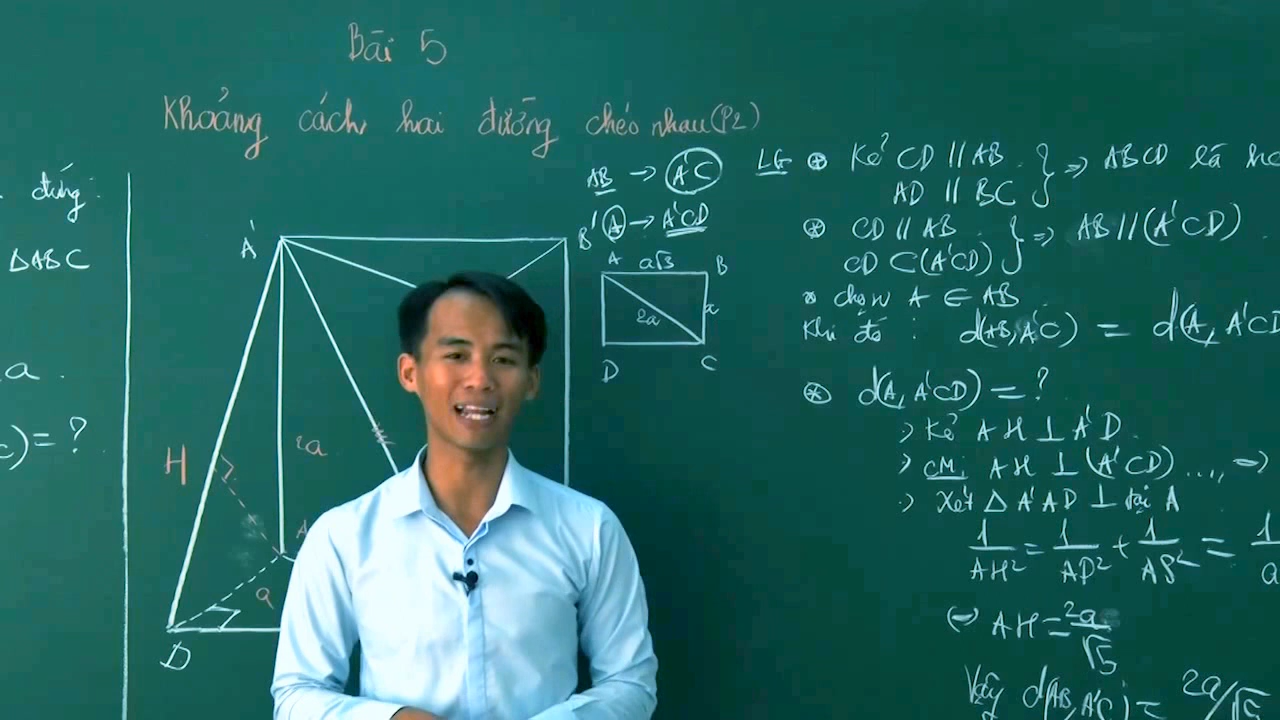 Bài 5
Khoảng cách hai đường chéo nhau (P2)
đứng:
ΔABC
a.
c) = ?
A'
B'
H
2a
A
a
D
AB → A'C
A → A'CD
A a√3 B
2a a
D C
LG ⊛ Kẻ CD // AB
AD // BC } => ABCD là
⊛ CD // AB
CD ⊂ (A'CD) } => AB // (A'CD)
* chọn A ∈ AB
Khi đó : d(AB, A'C) = d(A, A'CD
⊛ d(A, A'CD) = ?
> Kẻ AH ⊥ A'D.
> CM: AH ⊥ (A'CD) ...., =>
> Xét Δ A'AD ⊥ tại A
1/AH² = 1/AD² + 1/AS² = 1/a
(=) AH = 2a/√5
Vậy d(AB, A'C) = 2a/√5